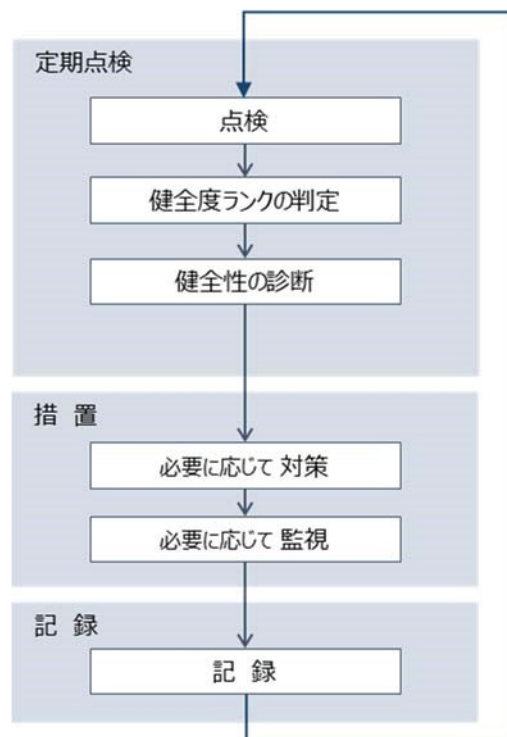 定期点検
点検
健全度ランクの判定
健全性の診断
措 置
必要に応じて 対策
必要に応じて 監視
記 録
記 録